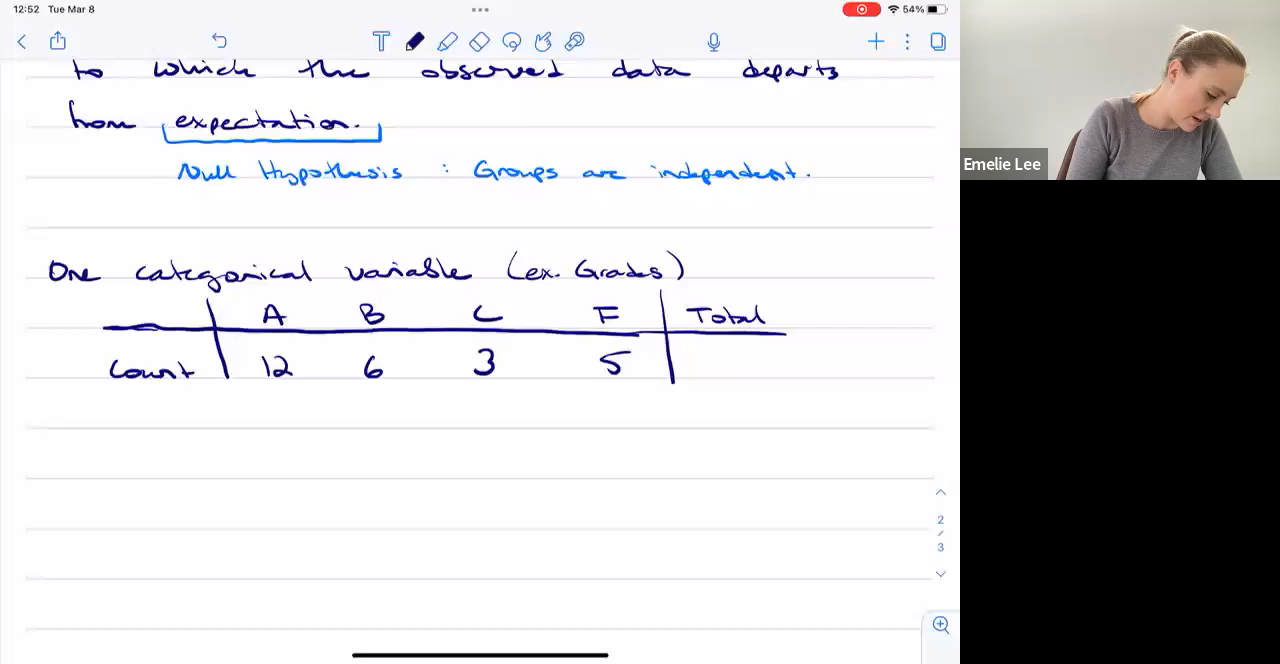 12:52 Tue Mar 8
54%
to which the observed data departs
from expectation.
Null Hypothesis : Groups are independent.
One categorical variable (ex. Grades)
A B C F Total
Count 12 6 3 5
2
/
3
Emelie Lee